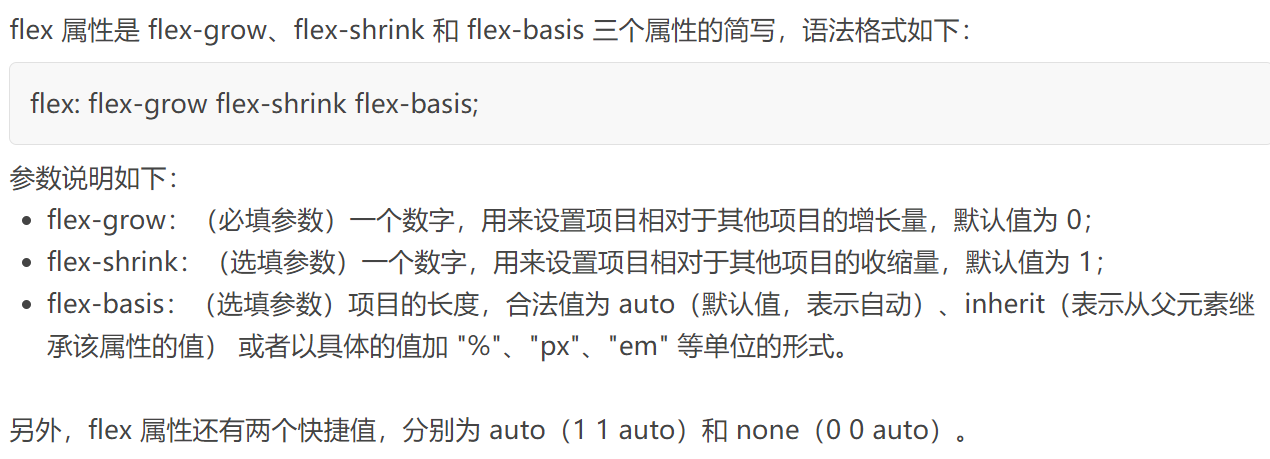 flex 属性是 flex-grow、flex-shrink 和 flex-basis 三个属性的简写，语法格式如下：
flex: flex-grow flex-shrink flex-basis;
参数说明如下：
• flex-grow：（必填参数）一个数字，用来设置项目相对于其他项目的增长量，默认值为 0；
• flex-shrink：（选填参数）一个数字，用来设置项目相对于其他项目的收缩量，默认值为 1；
• flex-basis：（选填参数）项目的长度，合法值为 auto（默认值，表示自动）、inherit（表示从父元素继
承该属性的值） 或者以具体的值加 "%"、"px"、"em" 等单位的形式。
另外，flex 属性还有两个快捷值，分别为 auto（1 1 auto）和 none（0 0 auto）。